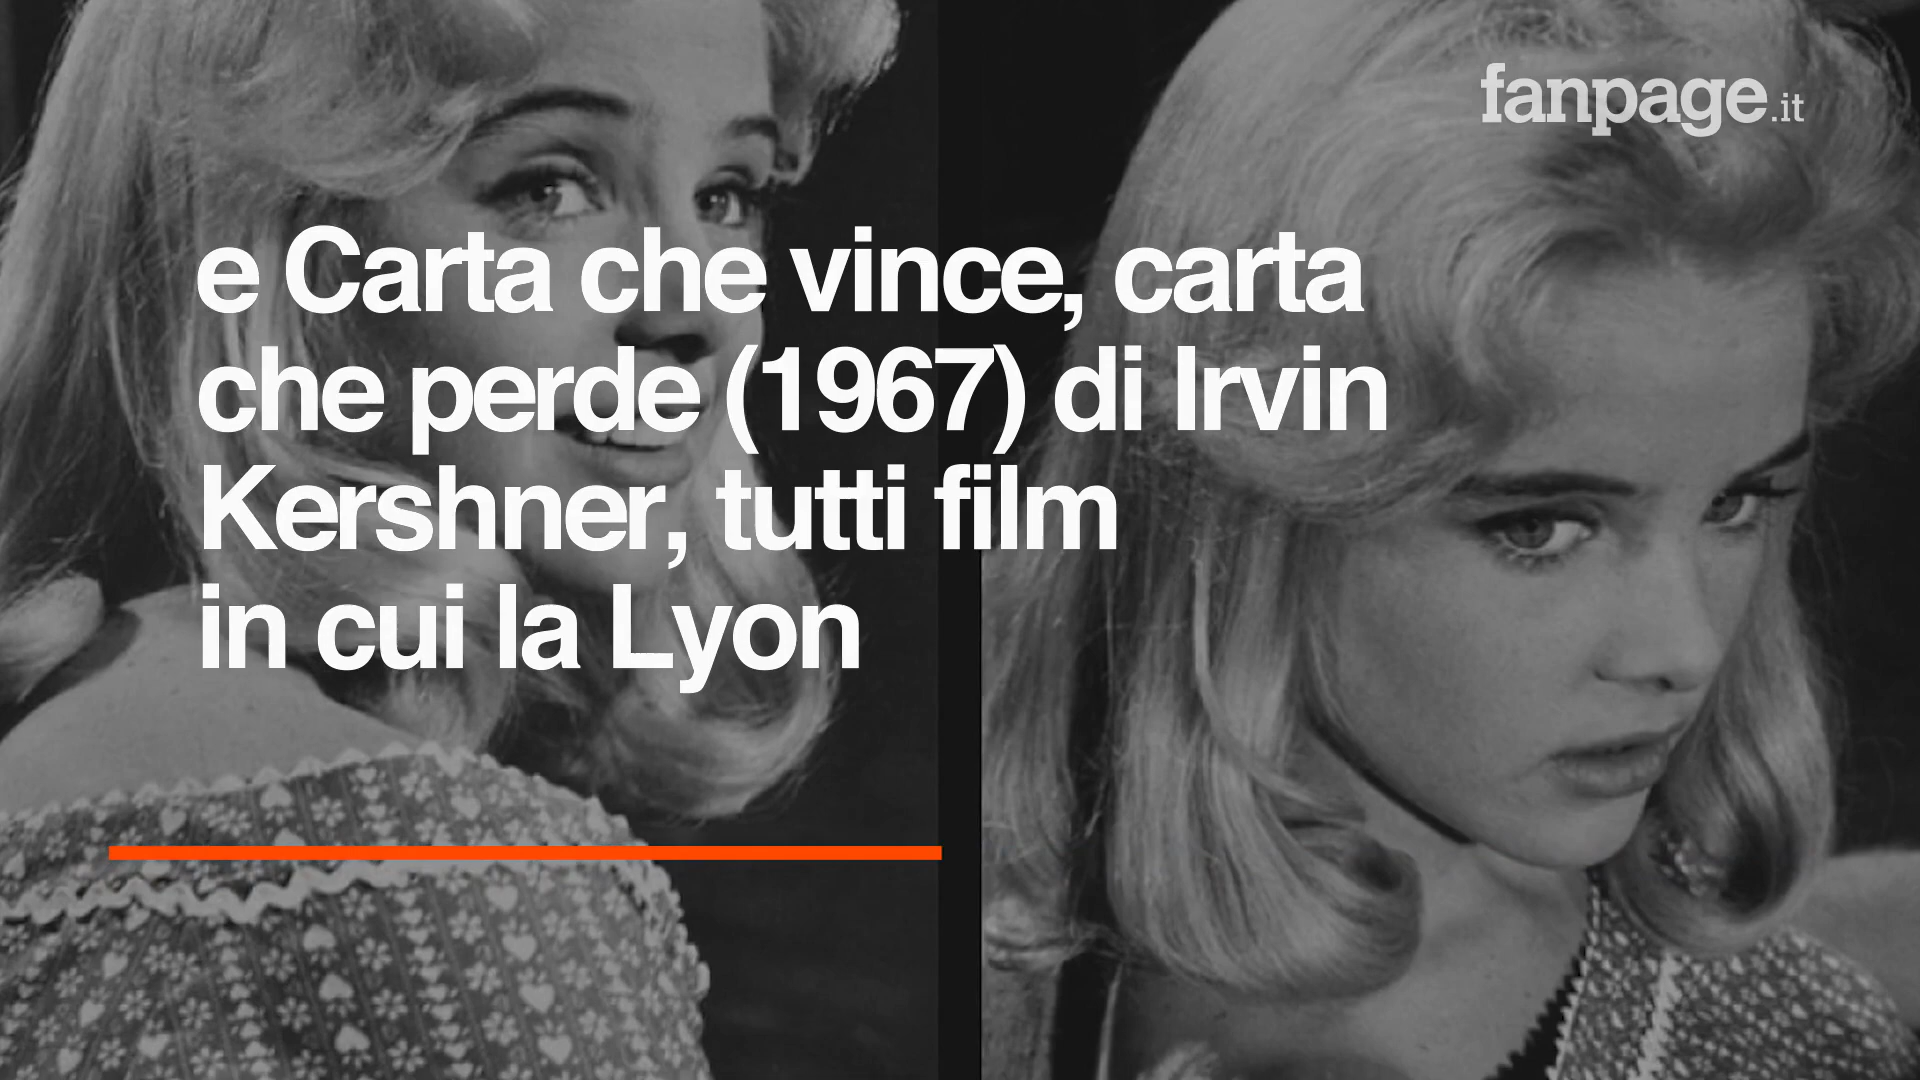 fanpage.it
e Carta che vince, carta
che perde (1967) di Irvin
Kershner, tutti film
in cui la Lyon